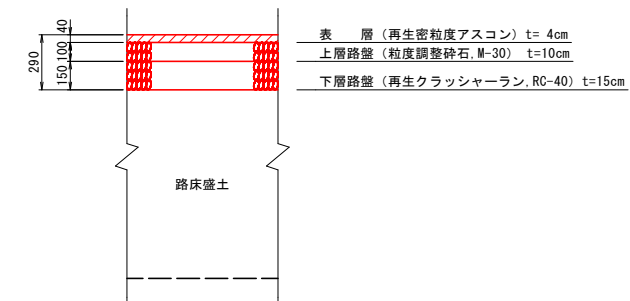 40
100
150
290
表　　層（再生密粒度アスコン）t= 4cm
上層路盤（粒度調整砕石,M-30）　t=10cm
下層路盤（再生クラッシャーラン,RC-40）t=15cm
路床盛土